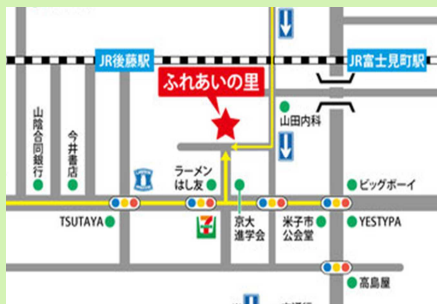 JR後藤駅
JR富士見町駅
ふれあいの里
山田内科
山陰合同銀行
今井書店
ラーメン
はし友
ビッグボーイ
TSUTAYA
京大
進学会
米子市
公会堂
YESTYPA
高島屋